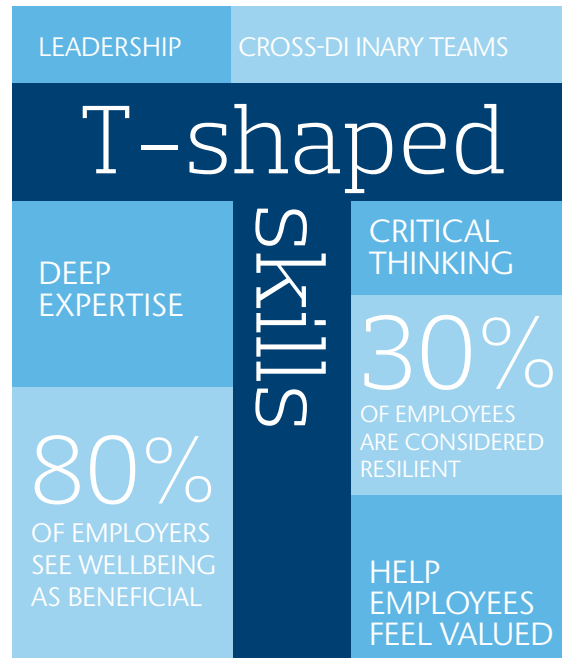 LEADERSHIP
CROSS-DI INARY TEAMS
T-shaped
skills
DEEP
EXPERTISE
80%
OF EMPLOYERS
SEE WELLBEING
AS BENEFICIAL
CRITICAL
THINKING
30%
OF EMPLOYEES
ARE CONSIDERED
RESILIENT
HELP
EMPLOYEES
FEEL VALUED